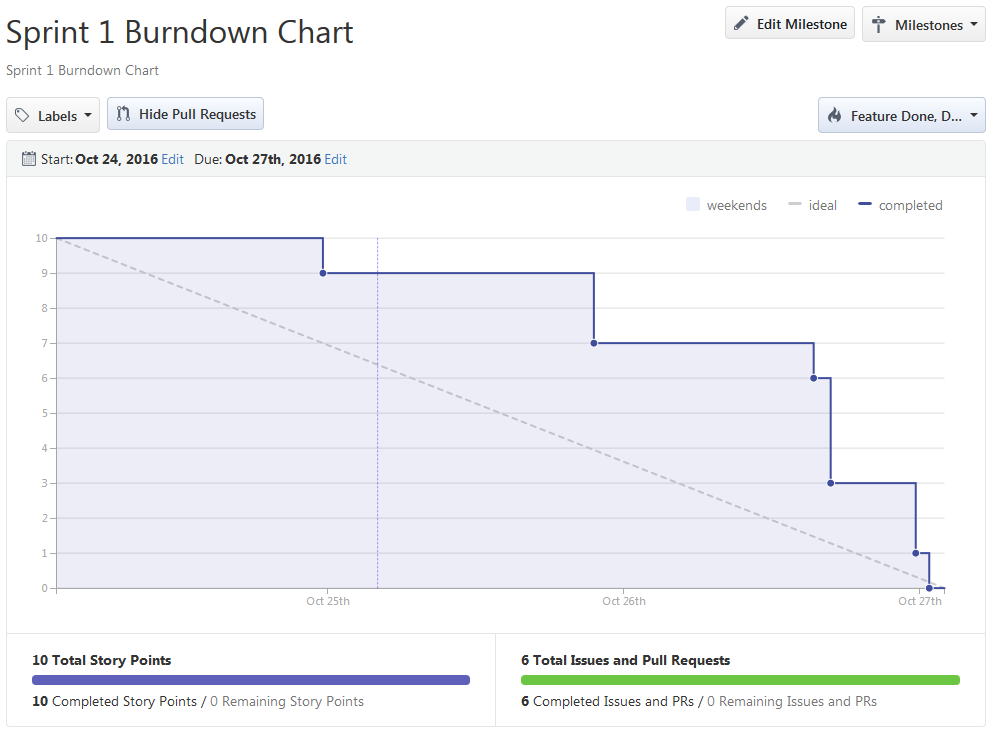 Sprint 1 Burndown Chart
Edit Milestone
Milestones
Sprint 1 Burndown Chart
Labels
Hide Pull Requests
Feature Done, D...
Start: Oct 24, 2016 Edit Due: Oct 27th, 2016 Edit
weekends ideal completed
10
9
8
7
6
5
4
3
2
1
0
Oct 25th Oct 26th Oct 27th
10 Total Story Points
10 Completed Story Points / 0 Remaining Story Points
6 Total Issues and Pull Requests
6 Completed Issues and PRs / 0 Remaining Issues and PRs